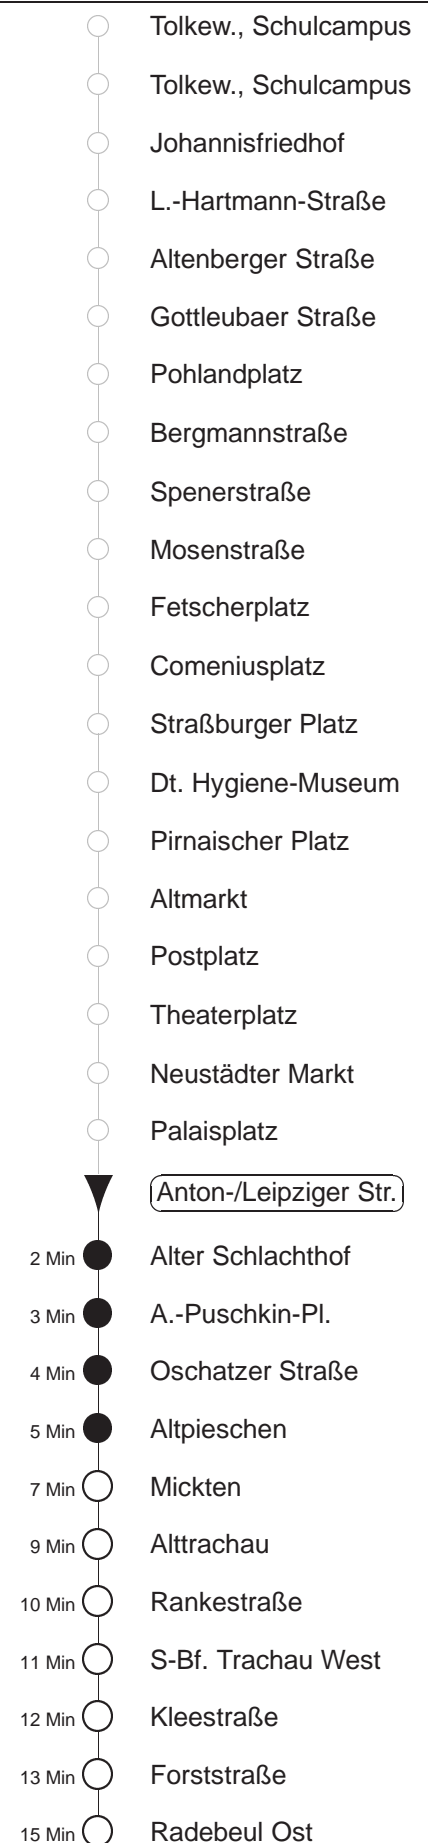 Tolkew., Schulcampus
Tolkew., Schulcampus
Johannisfriedhof
L.-Hartmann-Straße
Altenberger Straße
Gottleubaer Straße
Pohlandplatz
Bergmannstraße
Spenerstraße
Mosenstraße
Fetscherplatz
Comeniusplatz
Straßburger Platz
Dt. Hygiene-Museum
Pirnaischer Platz
Altmarkt
Postplatz
Theaterplatz
Neustädter Markt
Palaisplatz
Anton-/Leipziger Str.
2 Min Alter Schlachthof
3 Min A.-Puschkin-Pl.
4 Min Oschatzer Straße
5 Min Altpieschen
7 Min Mickten
9 Min Alttrachau
10 Min Rankestraße
11 Min S-Bf. Trachau West
12 Min Kleestraße
13 Min Forststraße
15 Min Radebeul Ost